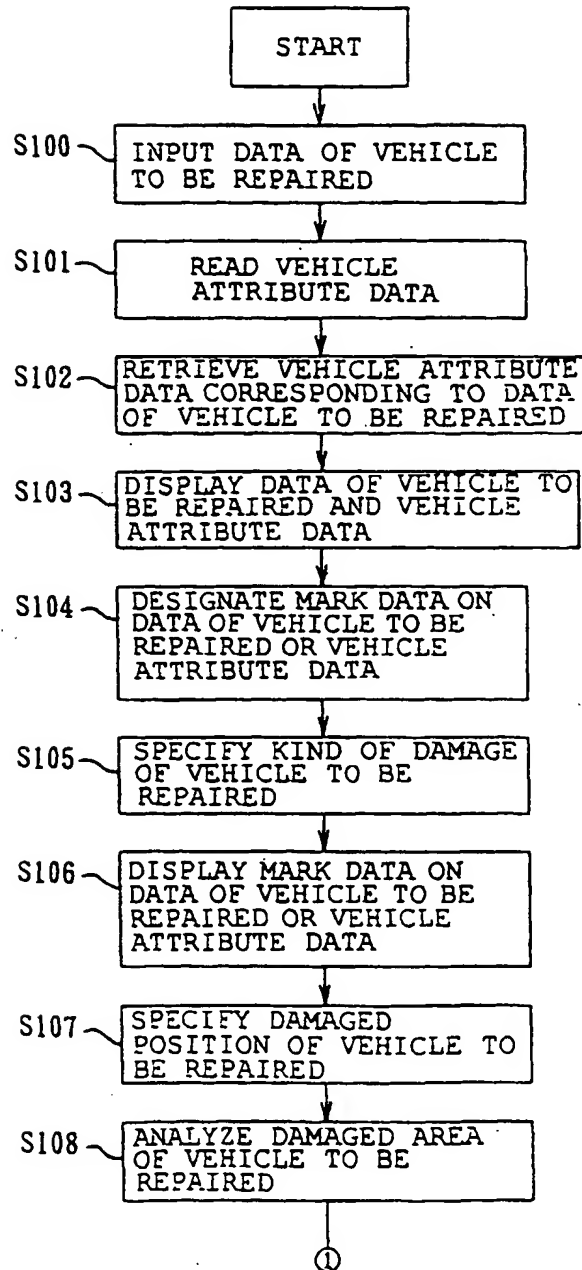 START
S100
INPUT DATA OF VEHICLE
TO BE REPAIRED
S101
READ VEHICLE
ATTRIBUTE DATA
S102
RETRIEVE VEHICLE ATTRIBUTE
DATA CORRESPONDING TO DATA
OF VEHICLE TO BE REPAIRED
S103
DISPLAY DATA OF VEHICLE TO
BE REPAIRED AND VEHICLE
ATTRIBUTE DATA
S104
DESIGNATE MARK DATA ON
DATA OF VEHICLE TO BE
REPAIRED OR VEHICLE
ATTRIBUTE DATA
S105
SPECIFY KIND OF DAMAGE
OF VEHICLE TO BE
REPAIRED
S106
DISPLAY MARK DATA ON
DATA OF VEHICLE TO BE
REPAIRED OR VEHICLE
ATTRIBUTE DATA
S107
SPECIFY DAMAGED
POSITION OF VEHICLE TO
BE REPAIRED
S108
ANALYZE DAMAGED AREA
OF VEHICLE TO BE
REPAIRED
①